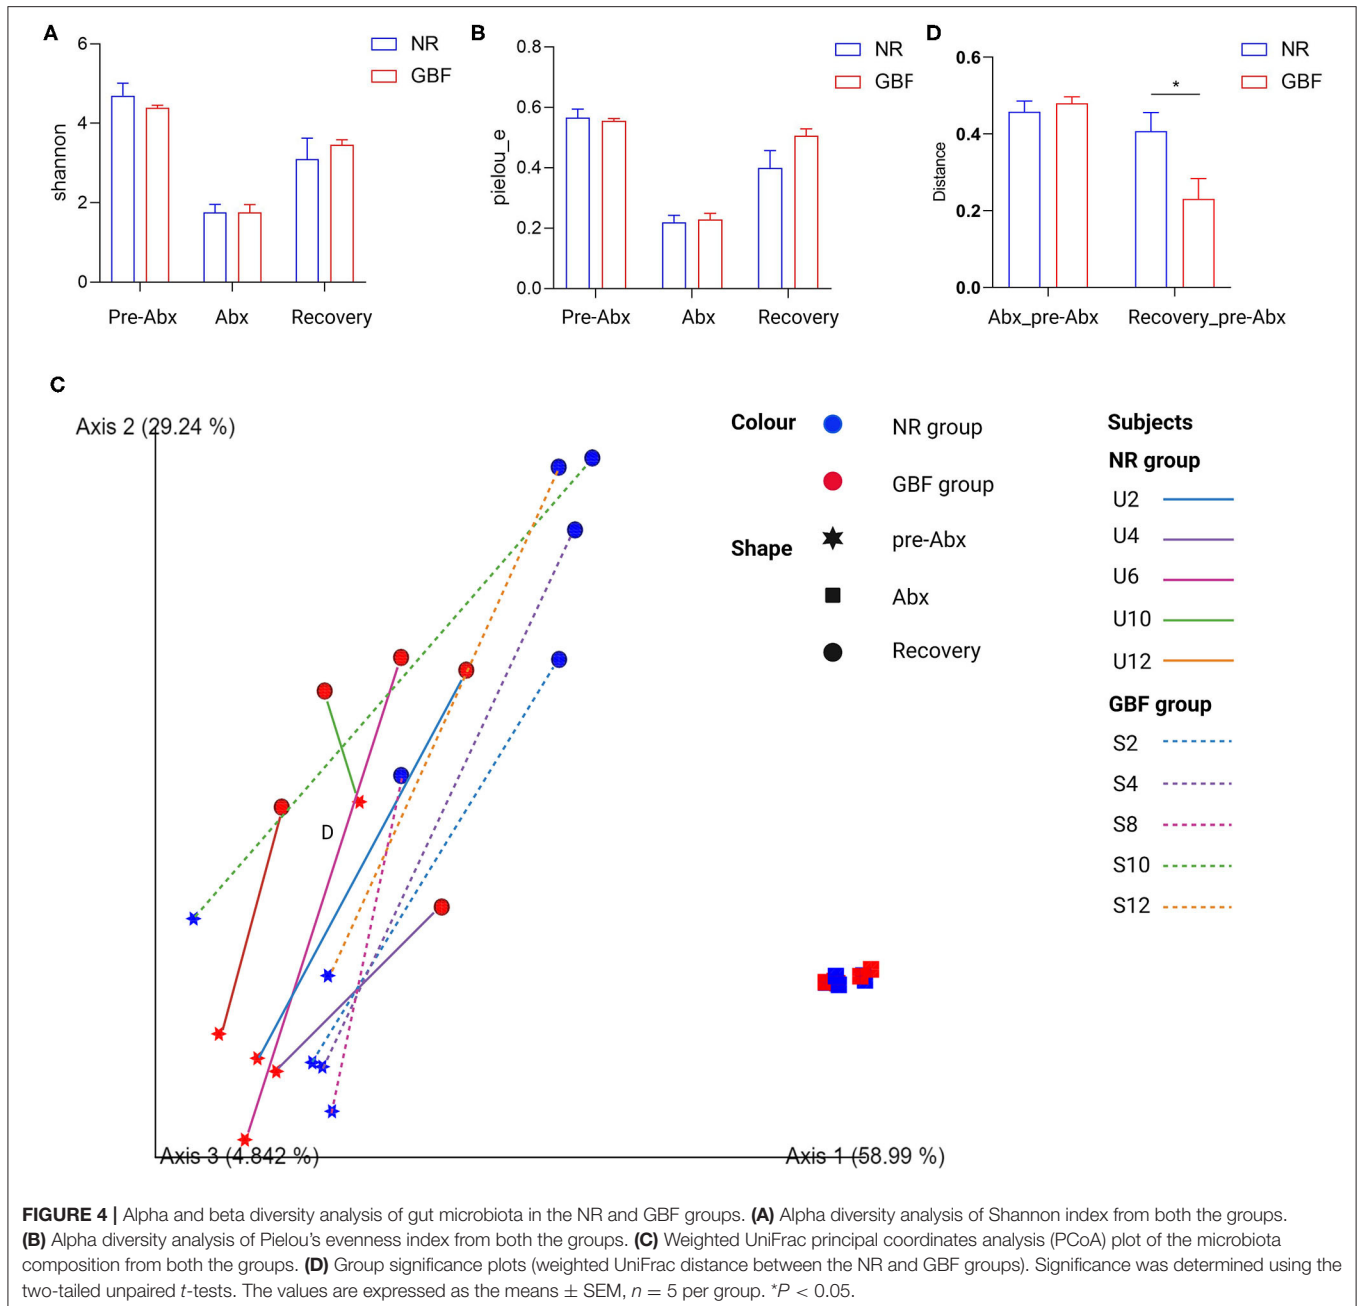 A
6
4
2
0
shannon
Pre-Abx Abx Recovery
NR
GBF
B
0.8
0.6
0.4
0.2
0.0
pielou_e
Pre-Abx Abx Recovery
NR
GBF
D
0.6
0.4
0.2
0.0
Distance
*
Abx_pre-Abx Recovery_pre-Abx
NR
GBF
C
Axis 2 (29.24 %)
D
Axis 3 (4.842 %)
Axis 1 (58.99 %)
Colour
NR group
GBF group
Shape
pre-Abx
Abx
Recovery
Subjects
NR group
U2
U4
U6
U10
U12
GBF group
S2
S4
S8
S10
S12
FIGURE 4 | Alpha and beta diversity analysis of gut microbiota in the NR and GBF groups. (A) Alpha diversity analysis of Shannon index from both the groups.
(B) Alpha diversity analysis of Pielou's evenness index from both the groups. (C) Weighted UniFrac principal coordinates analysis (PCoA) plot of the microbiota
composition from both the groups. (D) Group significance plots (weighted UniFrac distance between the NR and GBF groups). Significance was determined using the
two-tailed unpaired t-tests. The values are expressed as the means ± SEM, n = 5 per group. *P < 0.05.